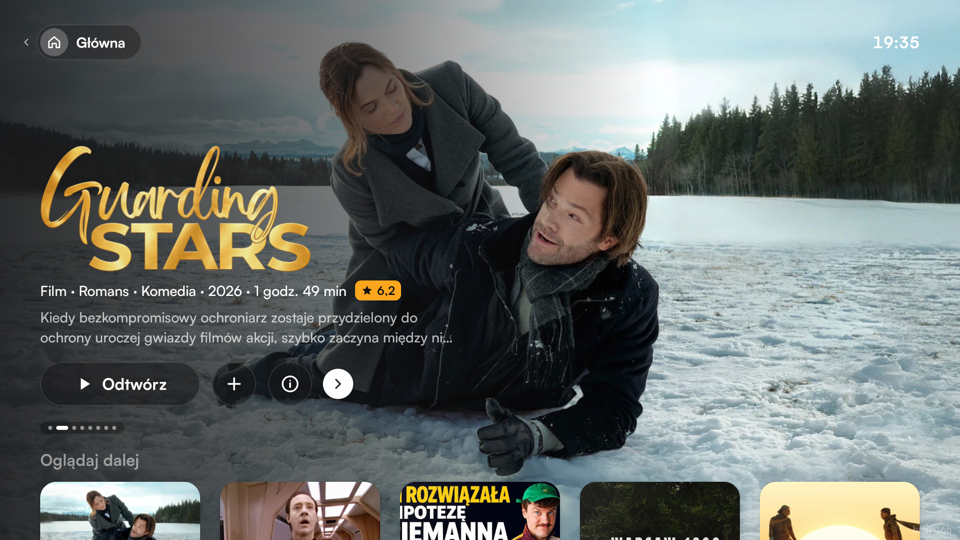 Główna
19:35
Guarding
STARS
Film · Romans · Komedia · 2026 · 1 godz. 49 min ★ 6,2
Kiedy bezkompromisowy ochroniarz zostaje przydzielony do
ochrony uroczej gwiazdy filmów akcji, szybko zaczyna między ni...
Odtwórz
Oglądaj dalej
ROZWIĄZAŁA
IPOTEZĘ
IEMANNA